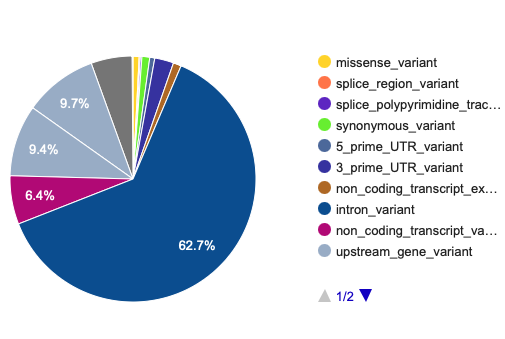 missense_variant
splice_region_variant
splice_polypyrimidine_trac...
synonymous_variant
5_prime_UTR_variant
3_prime_UTR_variant
non_coding_transcript_ex...
intron_variant
non_coding_transcript_va...
upstream_gene_variant
1/2
9.7%
9.4%
6.4%
62.7%